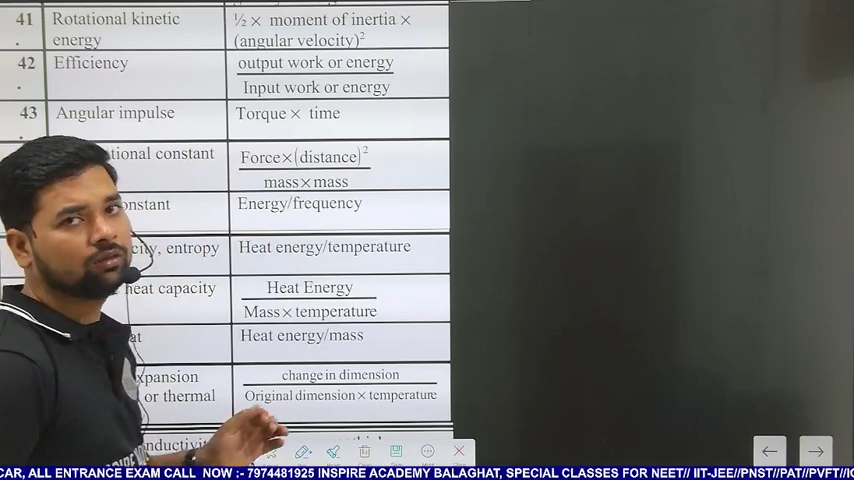 41 Rotational kinetic ½ × moment of inertia ×
. energy (angular velocity)²
42 Efficiency output work or energy
. Input work or energy
43 Angular impulse Torque × time
.
tional constant Force×(distance)²
mass×mass
onstant Energy/frequency
city, entropy Heat energy/temperature
heat capacity Heat Energy
Mass×temperature
at Heat energy/mass
xpansion change in dimension
or thermal Original dimension×temperature
onductivit
CAR, ALL ENTRANCE EXAM CALL NOW :- 7974481925 INSPIRE ACADEMY BALAGHAT, SPECIAL CLASSES FOR NEET// IIT-JEE//PNST//PAT//PVFT//IC